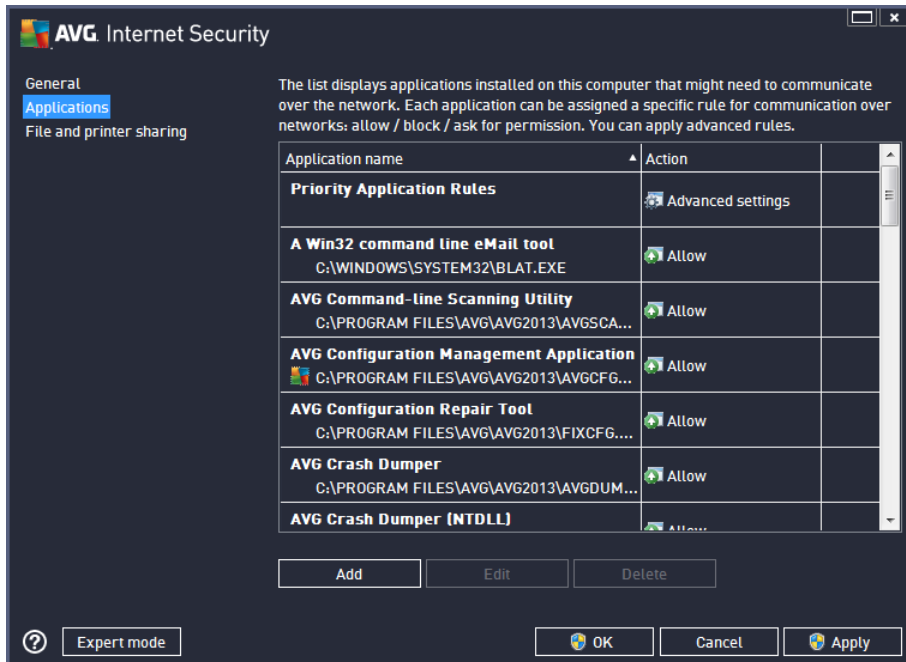 AVG. Internet Security
General
Applications
File and printer sharing
The list displays applications installed on this computer that might need to communicate
over the network. Each application can be assigned a specific rule for communication over
networks: allow / block / ask for permission. You can apply advanced rules.
Application name Action
Priority Application Rules
Advanced settings
A Win32 command line eMail tool
C:\WINDOWS\SYSTEM32\BLAT.EXE
Allow
AVG Command-line Scanning Utility
C:\PROGRAM FILES\AVG\AVG2013\AVGSCA...
Allow
AVG Configuration Management Application
C:\PROGRAM FILES\AVG\AVG2013\AVGCFG...
Allow
AVG Configuration Repair Tool
C:\PROGRAM FILES\AVG\AVG2013\FIXCFG....
Allow
AVG Crash Dumper
C:\PROGRAM FILES\AVG\AVG2013\AVGDUM...
Allow
AVG Crash Dumper (NTDLL)
Allow
Add Edit Delete
? Expert mode OK Cancel Apply